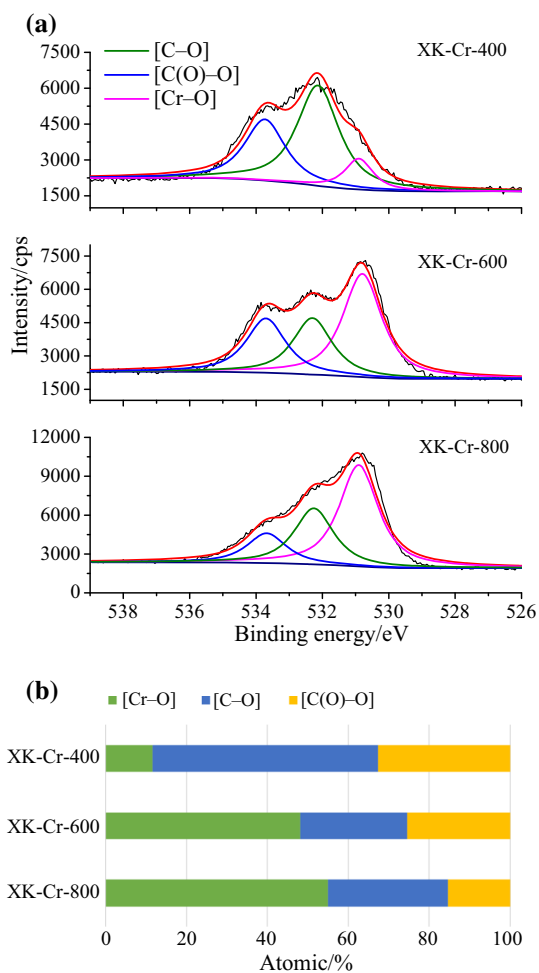 (a)
[C–O]
[C(O)–O]
[Cr–O]
XK-Cr-400
7500
6000
4500
3000
1500
XK-Cr-600
7500
6000
4500
3000
1500
XK-Cr-800
12000
9000
6000
3000
0
Intensity/cps
538 536 534 532 530 528 526
Binding energy/eV
(b)
[Cr–O] [C–O] [C(O)–O]
XK-Cr-400
XK-Cr-600
XK-Cr-800
0 20 40 60 80 100
Atomic/%